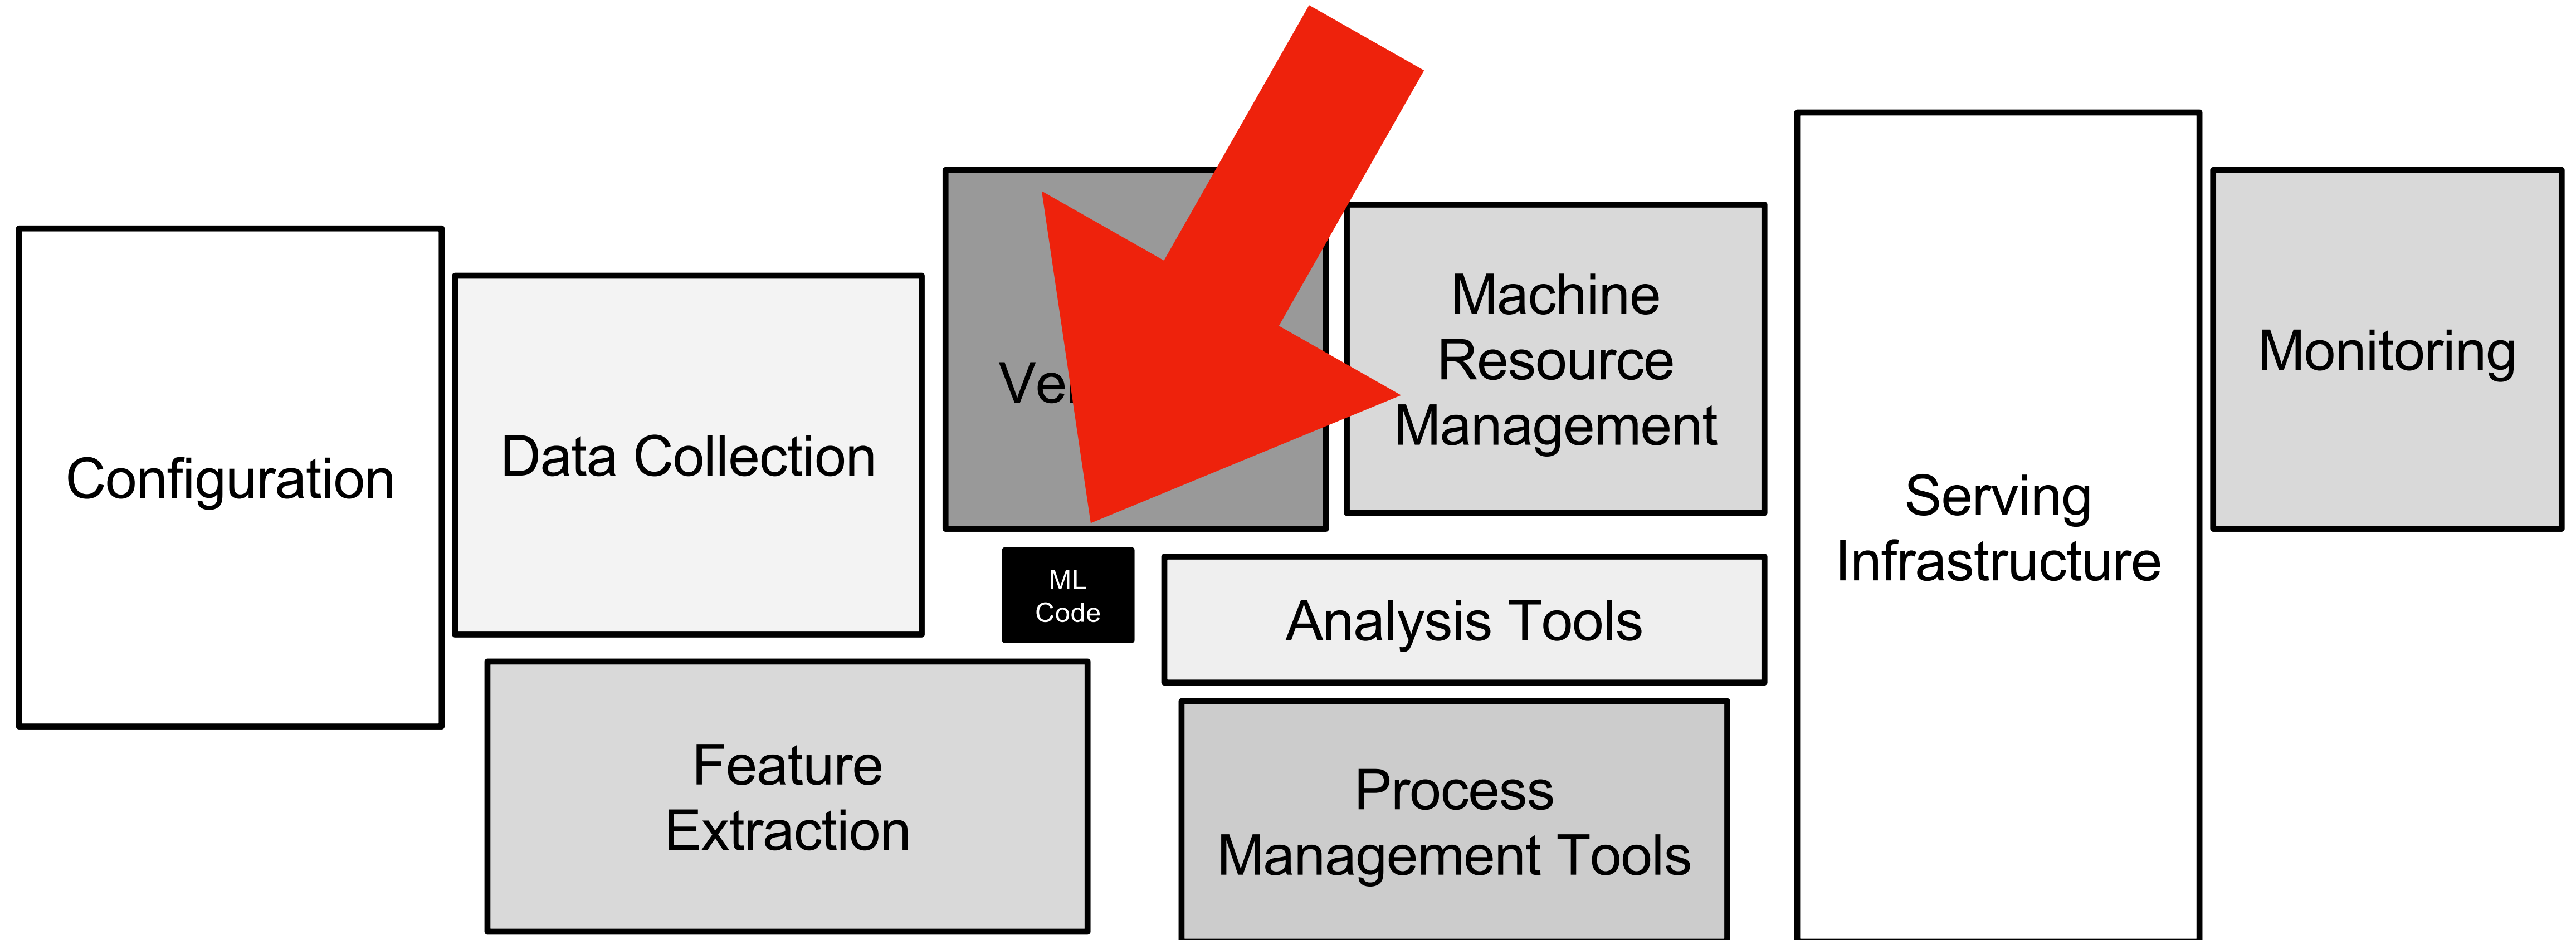 Configuration
Data Collection
Feature
Extraction
ML
Code
Machine
Resource
Management
Analysis Tools
Process
Management Tools
Serving
Infrastructure
Monitoring